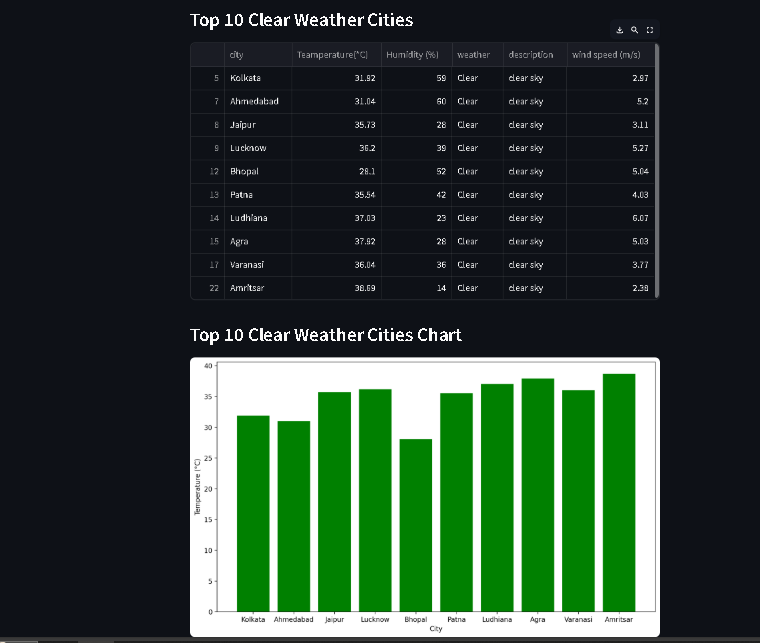 Top 10 Clear Weather Cities
city Teamperature(°C) Humidity (%) weather description wind speed (m/s)
5 Kolkata 31.92 59 Clear clear sky 2.97
7 Ahmedabad 31.04 60 Clear clear sky 5.2
8 Jaipur 35.73 28 Clear clear sky 3.11
9 Lucknow 36.2 39 Clear clear sky 5.27
12 Bhopal 28.1 52 Clear clear sky 5.04
13 Patna 35.54 42 Clear clear sky 4.03
14 Ludhiana 37.03 23 Clear clear sky 6.07
15 Agra 37.92 28 Clear clear sky 5.03
17 Varanasi 36.04 36 Clear clear sky 3.77
22 Amritsar 38.69 14 Clear clear sky 2.38
Top 10 Clear Weather Cities Chart
40
35
30
25
20
15
10
5
0
Temperature (°C)
Kolkata Ahmedabad Jaipur Lucknow Bhopal Patna Ludhiana Agra Varanasi Amritsar
City